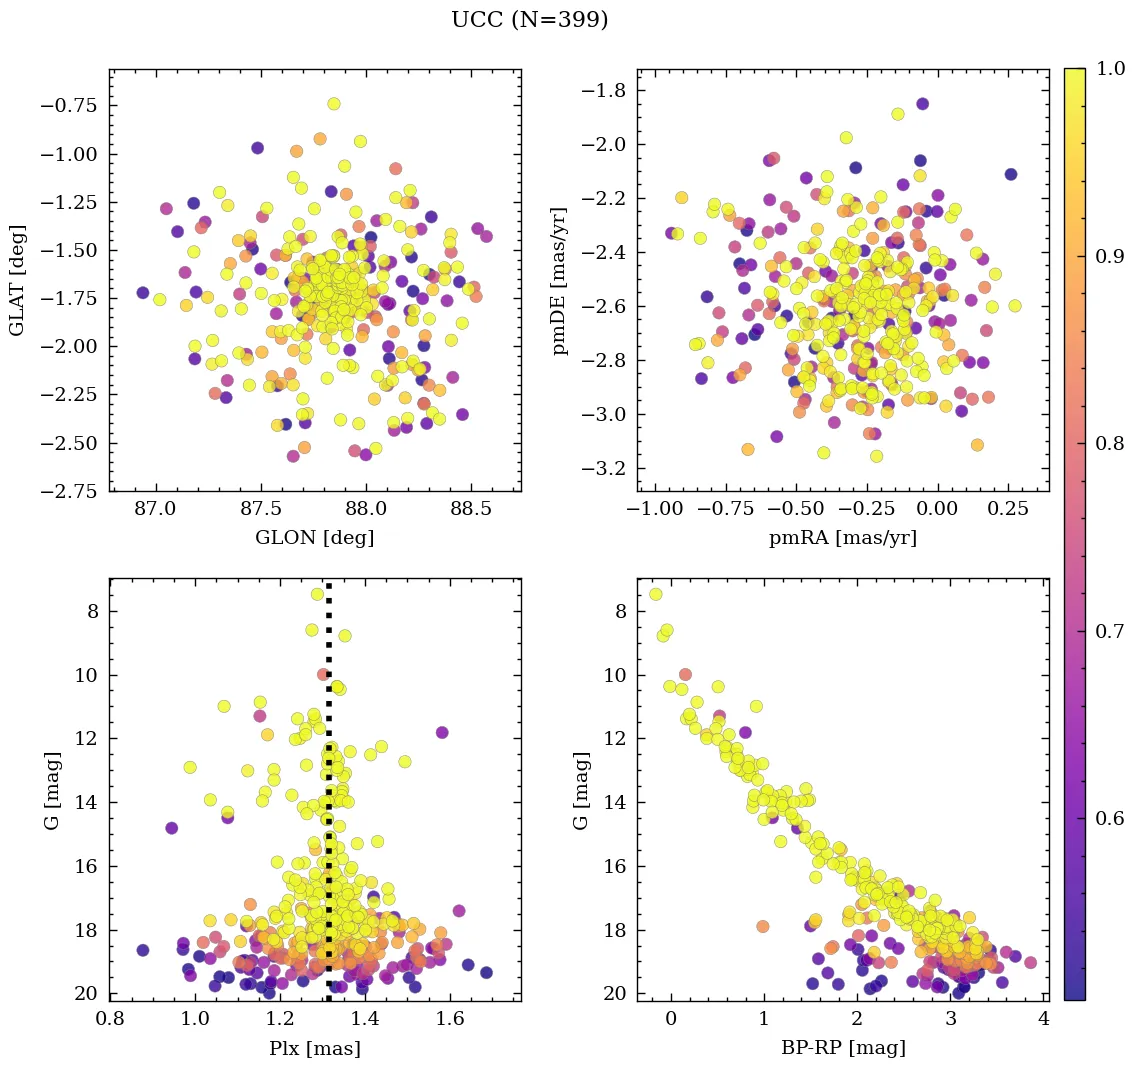 UCC (N=399)
−0.75
−1.00
−1.25
−1.50
−1.75
−2.00
−2.25
−2.50
−2.75
GLAT [deg]
87.0 87.5 88.0 88.5
GLON [deg]
−1.8
−2.0
−2.2
−2.4
−2.6
−2.8
−3.0
−3.2
pmDE [mas/yr]
−1.00 −0.75 −0.50 −0.25 0.00 0.25
pmRA [mas/yr]
8
10
12
14
16
18
20
G [mag]
0.8 1.0 1.2 1.4 1.6
Plx [mas]
8
10
12
14
16
18
20
G [mag]
0 1 2 3 4
BP-RP [mag]
1.0
0.9
0.8
0.7
0.6